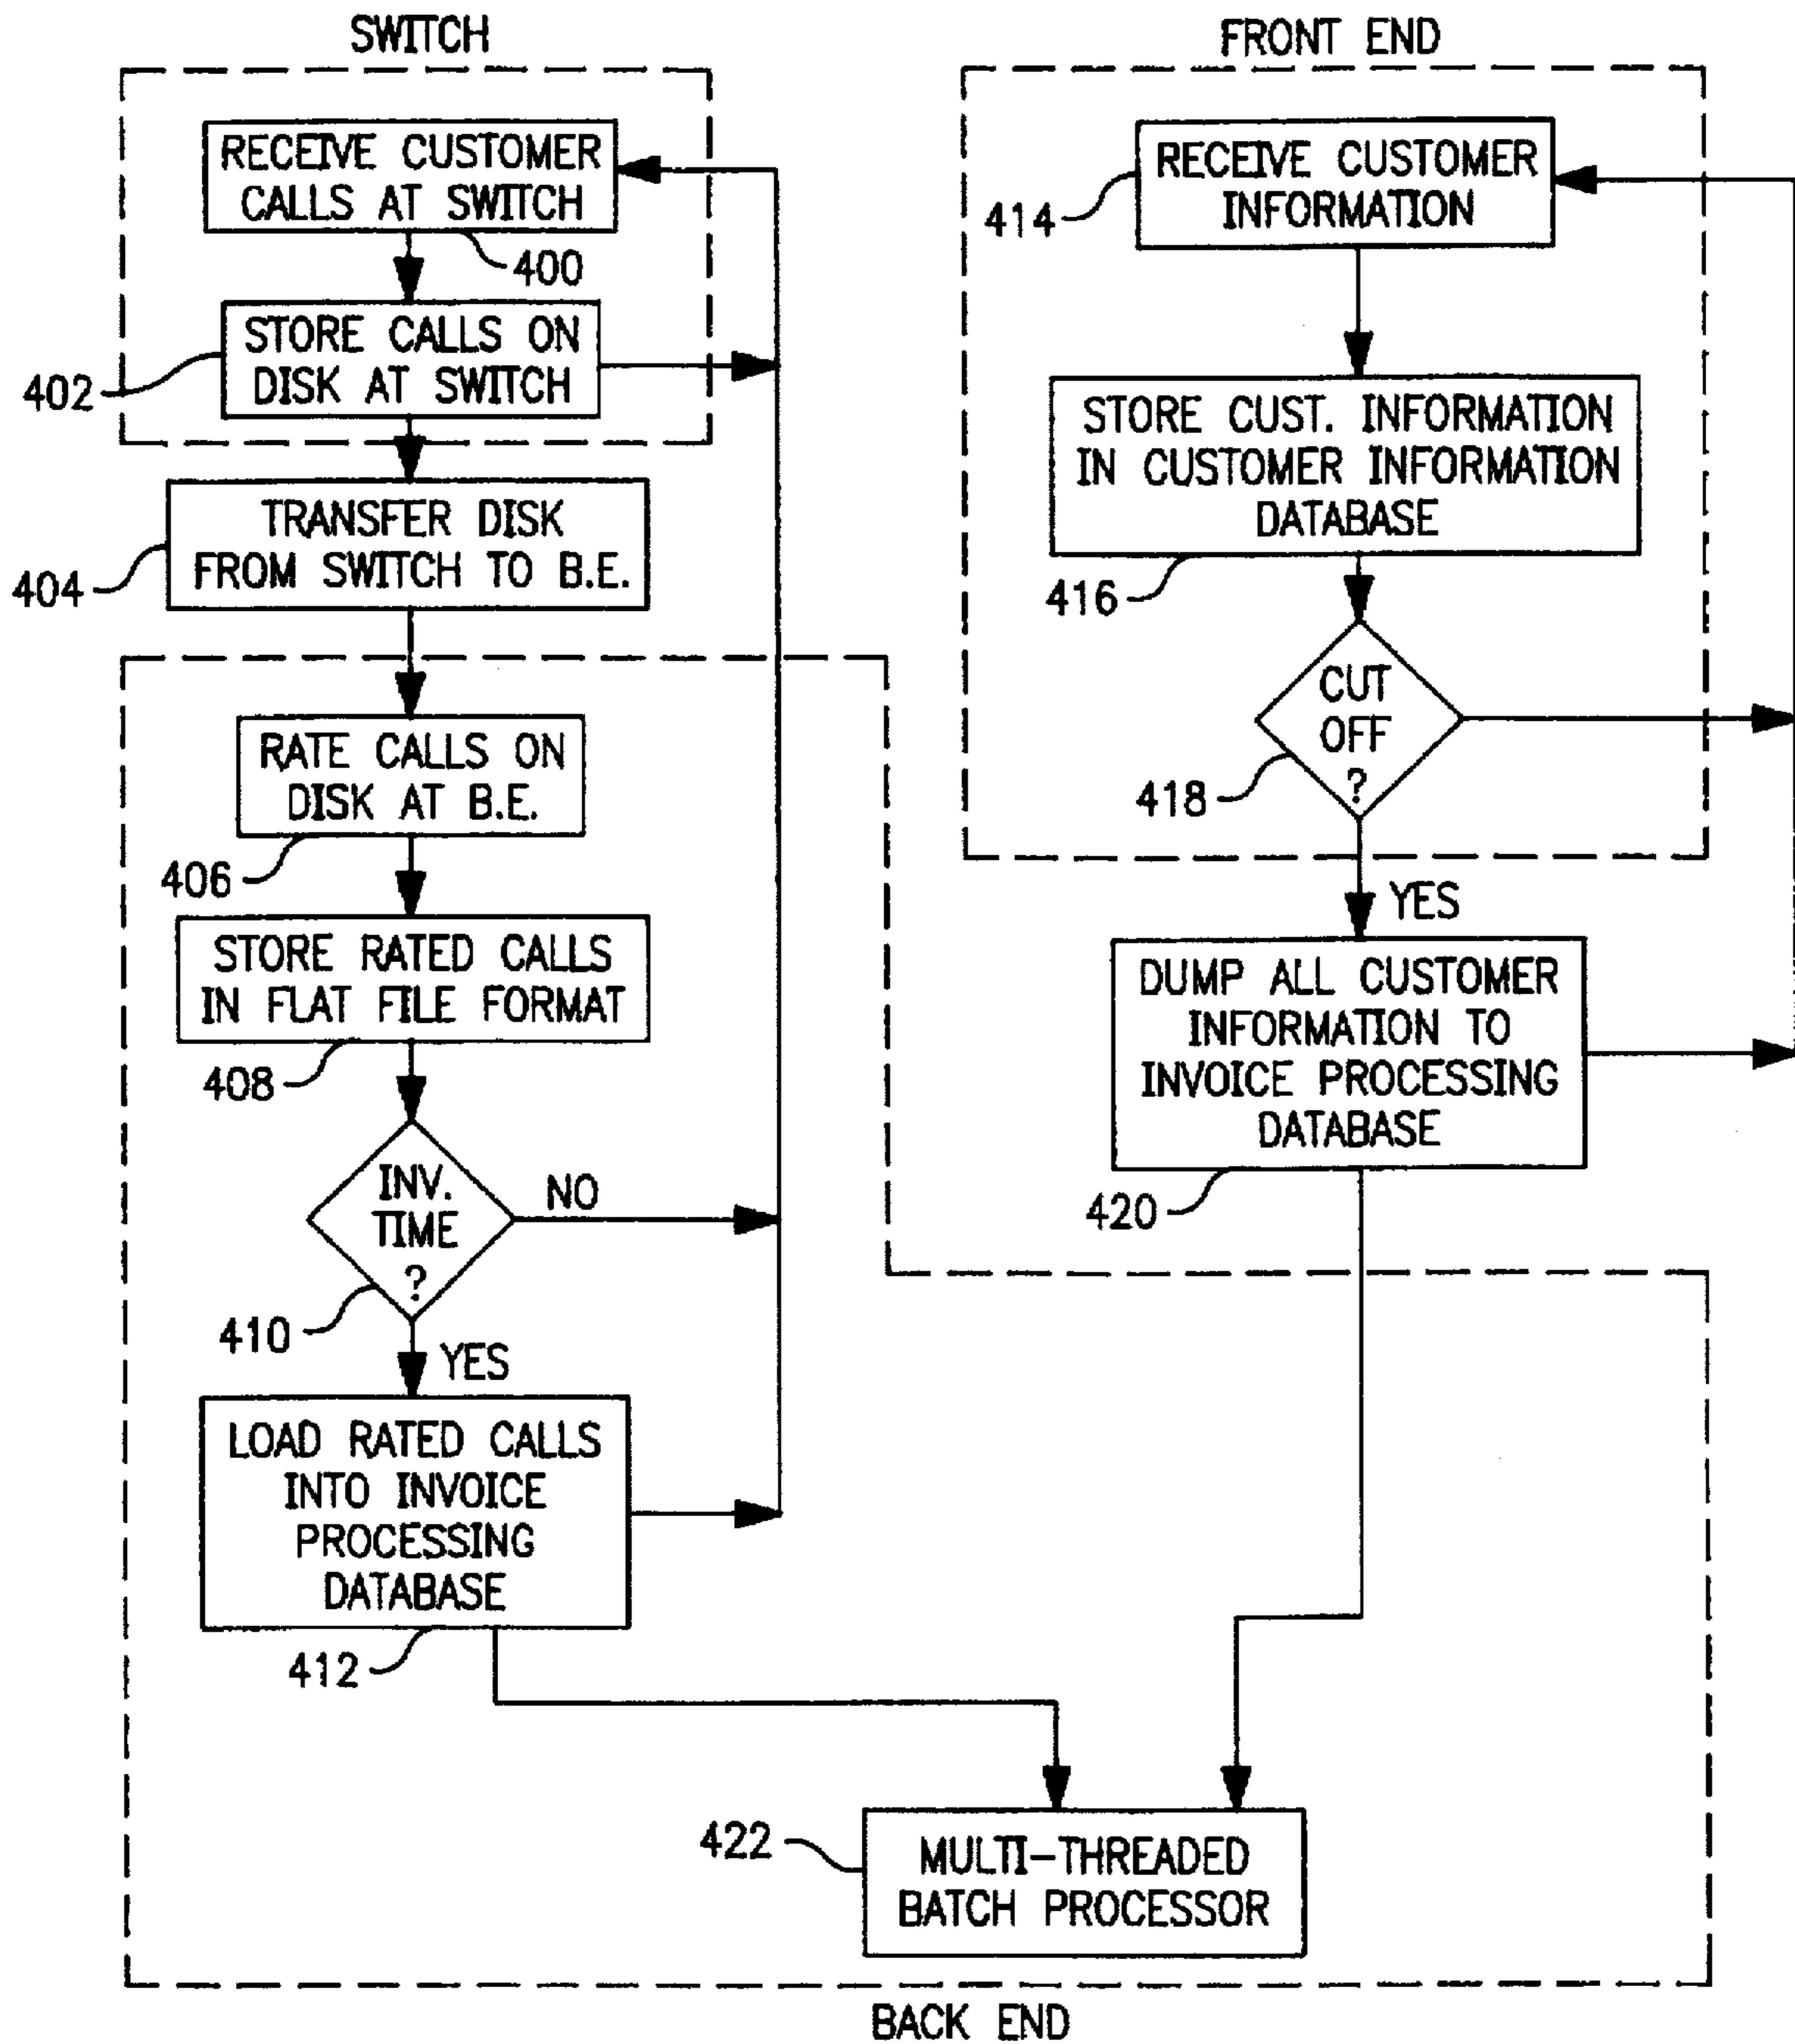 SWITCH
RECEIVE CUSTOMER
CALLS AT SWITCH
400
STORE CALLS ON
DISK AT SWITCH
402
TRANSFER DISK
FROM SWITCH TO B.E.
404
RATE CALLS ON
DISK AT B.E.
406
STORE RATED CALLS
IN FLAT FILE FORMAT
408
INV.
TIME
?
NO
410
YES
LOAD RATED CALLS
INTO INVOICE
PROCESSING
DATABASE
412
FRONT END
RECEIVE CUSTOMER
INFORMATION
414
STORE CUST. INFORMATION
IN CUSTOMER INFORMATION
DATABASE
416
CUT
OFF
?
418
YES
DUMP ALL CUSTOMER
INFORMATION TO
INVOICE PROCESSING
DATABASE
420
422
MULTI-THREADED
BATCH PROCESSOR
BACK END